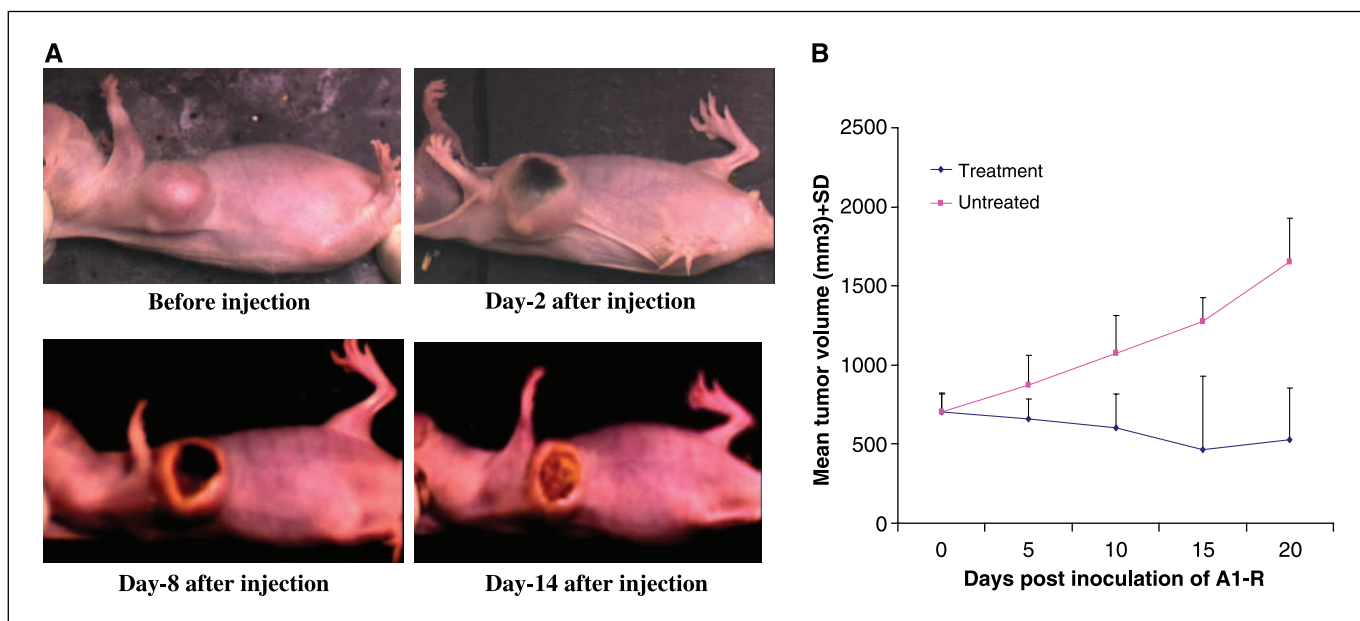 A
Before injection
Day-2 after injection
Day-8 after injection
Day-14 after injection
B
Mean tumor volume (mm3)+SD
2500
2000
1500
1000
500
0
Treatment
Untreated
0 5 10 15 20
Days post inoculation of A1-R